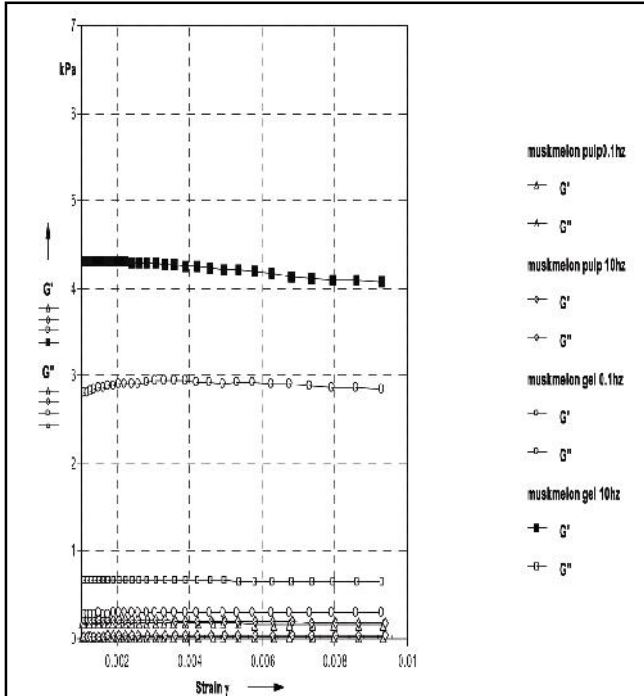 7
kPa
6
5
4
3
2
1
0
G'
G"
0.002
0.004
0.006
0.008
0.01
Strain γ
muskmelon pulp0.1hz
G'
G"
muskmelon pulp 10hz
G'
G"
muskmelon gel 0.1hz
G'
G"
muskmelon gel 10hz
G'
G"